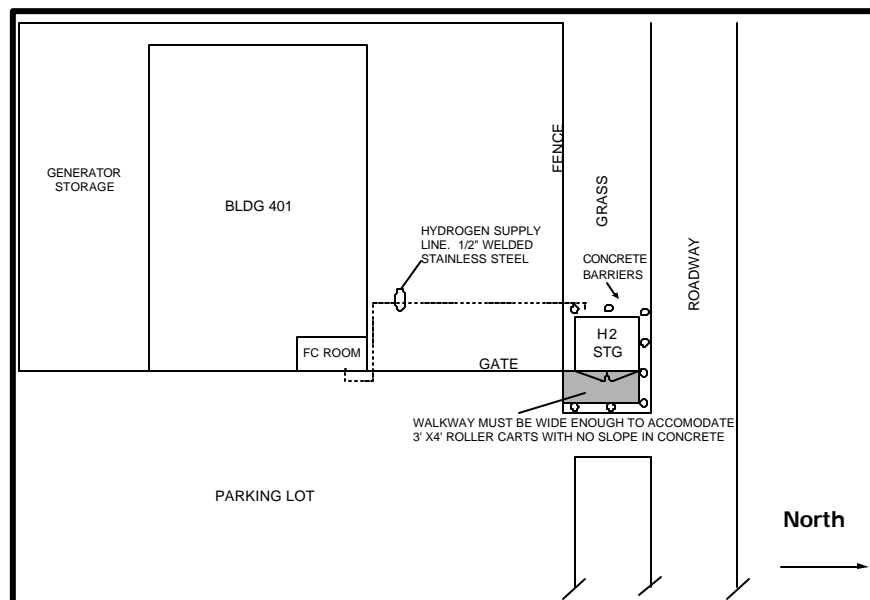 GENERATOR
STORAGE
BLDG 401
FENCE
GRASS
HYDROGEN SUPPLY
LINE. 1/2" WELDED
STAINLESS STEEL
CONCRETE
BARRIERS
ROADWAY
H2
STG
FC ROOM
GATE
WALKWAY MUST BE WIDE ENOUGH TO ACCOMODATE
3' X4' ROLLER CARTS WITH NO SLOPE IN CONCRETE
PARKING LOT
North